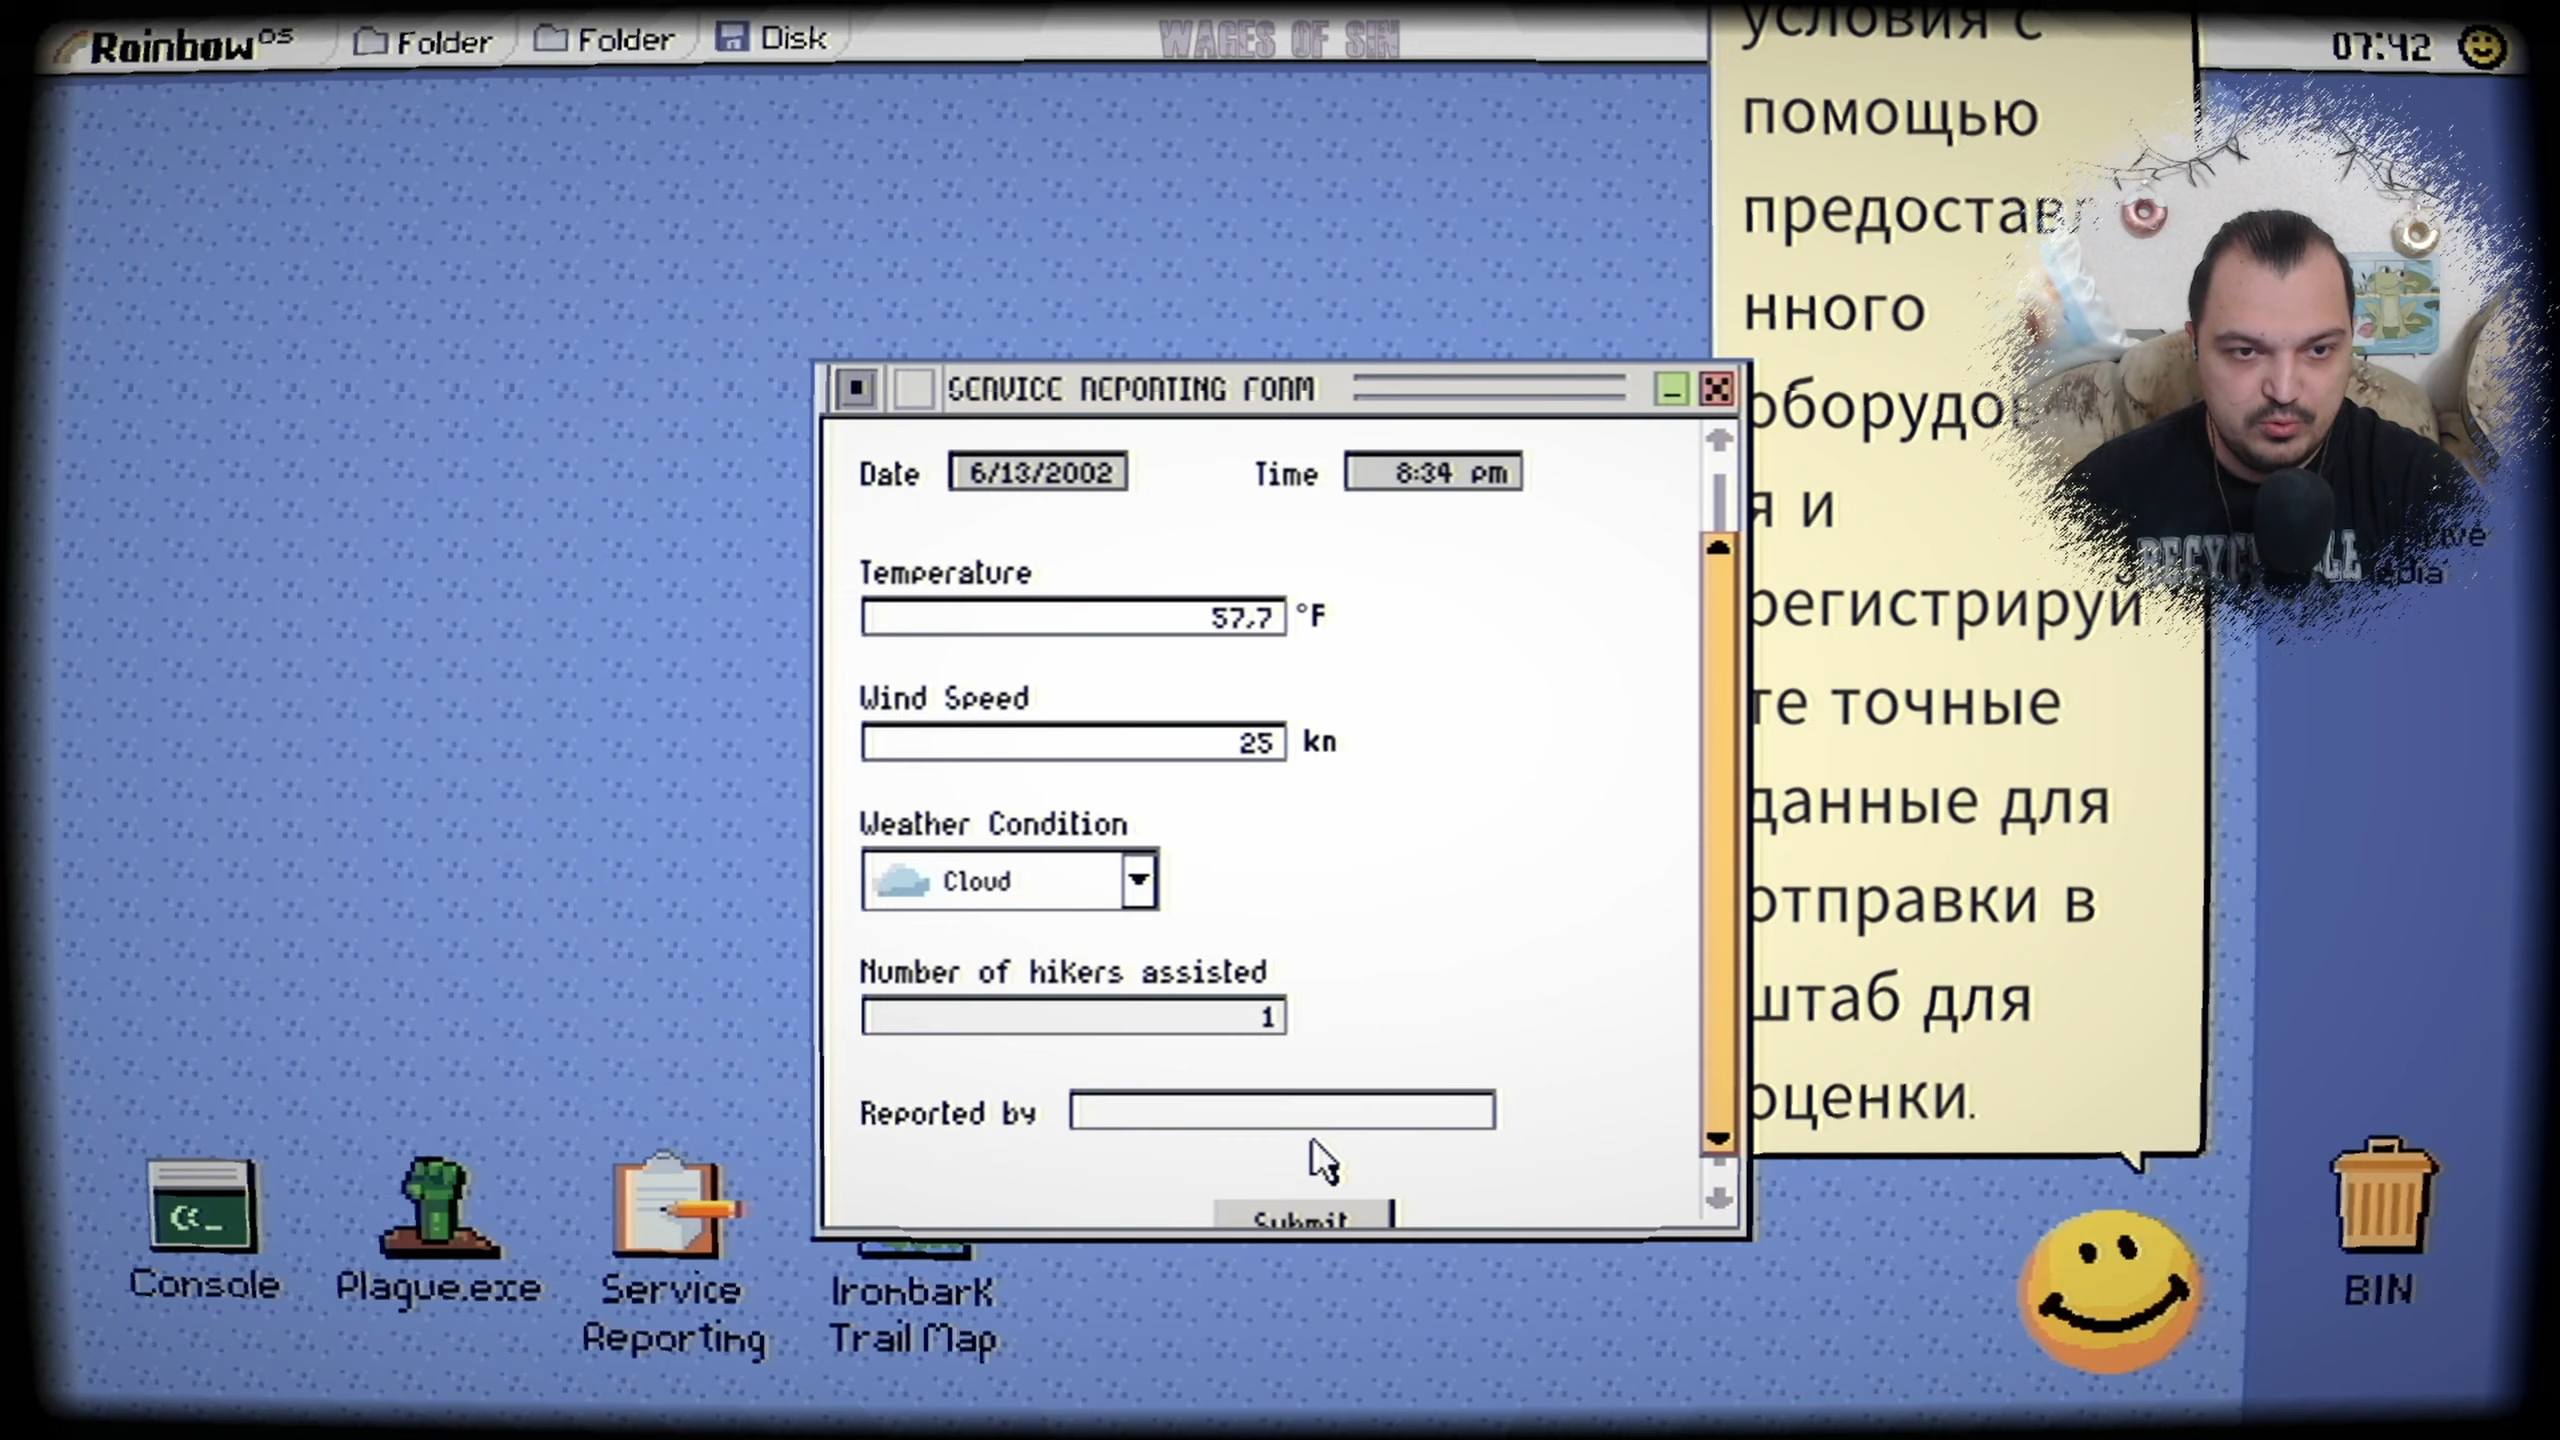 RainbowOS Folder Folder Disk WAGES OF SIN 07:42
условия с
помощью
предостав
нного
оборудов
я и
регистрируй
те точные
данные для
отправки в
штаб для
оценки.
SERVICE REPORTING FORM
Date 6/13/2002 Time 8:34 pm
Temperature
57,7 °F
Wind Speed
25 kn
Weather Condition
Cloud
Number of hikers assisted
1
Reported by
Submit
Console
Plague.exe
Service
Reporting
Ironbark
Trail Map
BIN